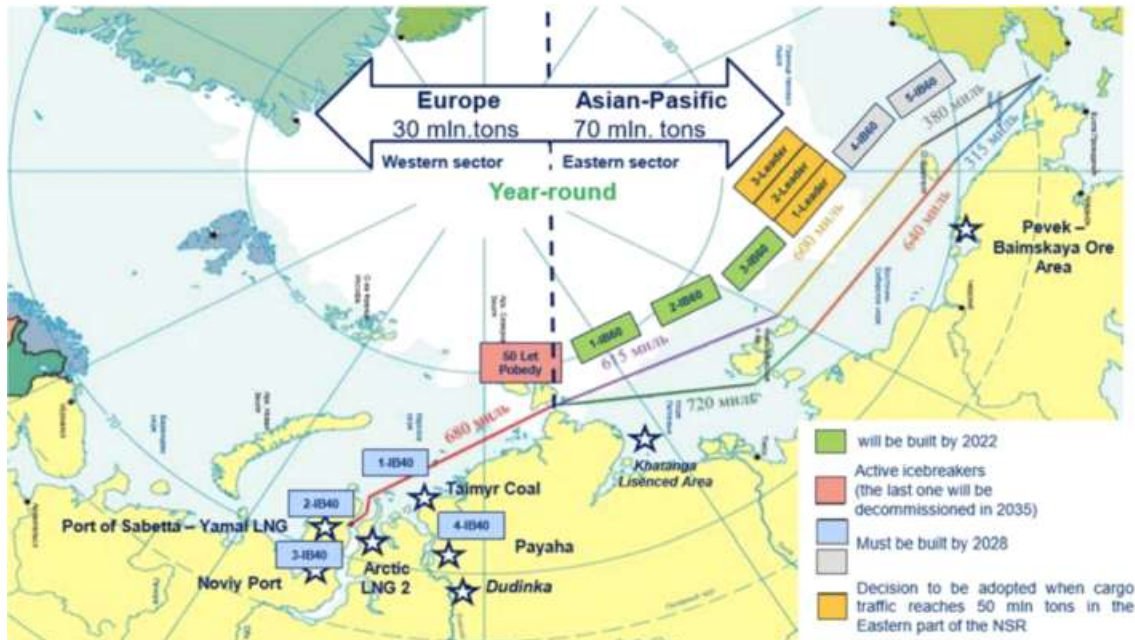 Europe
30 mln.tons
Asian-Pasific
70 mln. tons
Western sector
Eastern sector
Year-round
5-IB60
4-IB60
3-Leader
2-Leader
1-Leader
3-IB60
2-IB60
1-IB60
50 Let
Pobedy
380 миль
315 миль
600 миль
640 миль
615 миль
720 миль
680 миль
Pevek –
Baimskaya Ore
Area
Khatanga
Lisenced Area
1-IB40
Taimyr Coal
2-IB40
Port of Sabetta – Yamal LNG
4-IB40
3-IB40
Payaha
Noviy Port
Arctic
LNG 2
Dudinka
will be built by 2022
Active icebreakers
(the last one will be
decommissioned in 2035)
Must be built by 2028
Decision to be adopted when cargo
traffic reaches 50 mln tons in the
Eastern part of the NSR